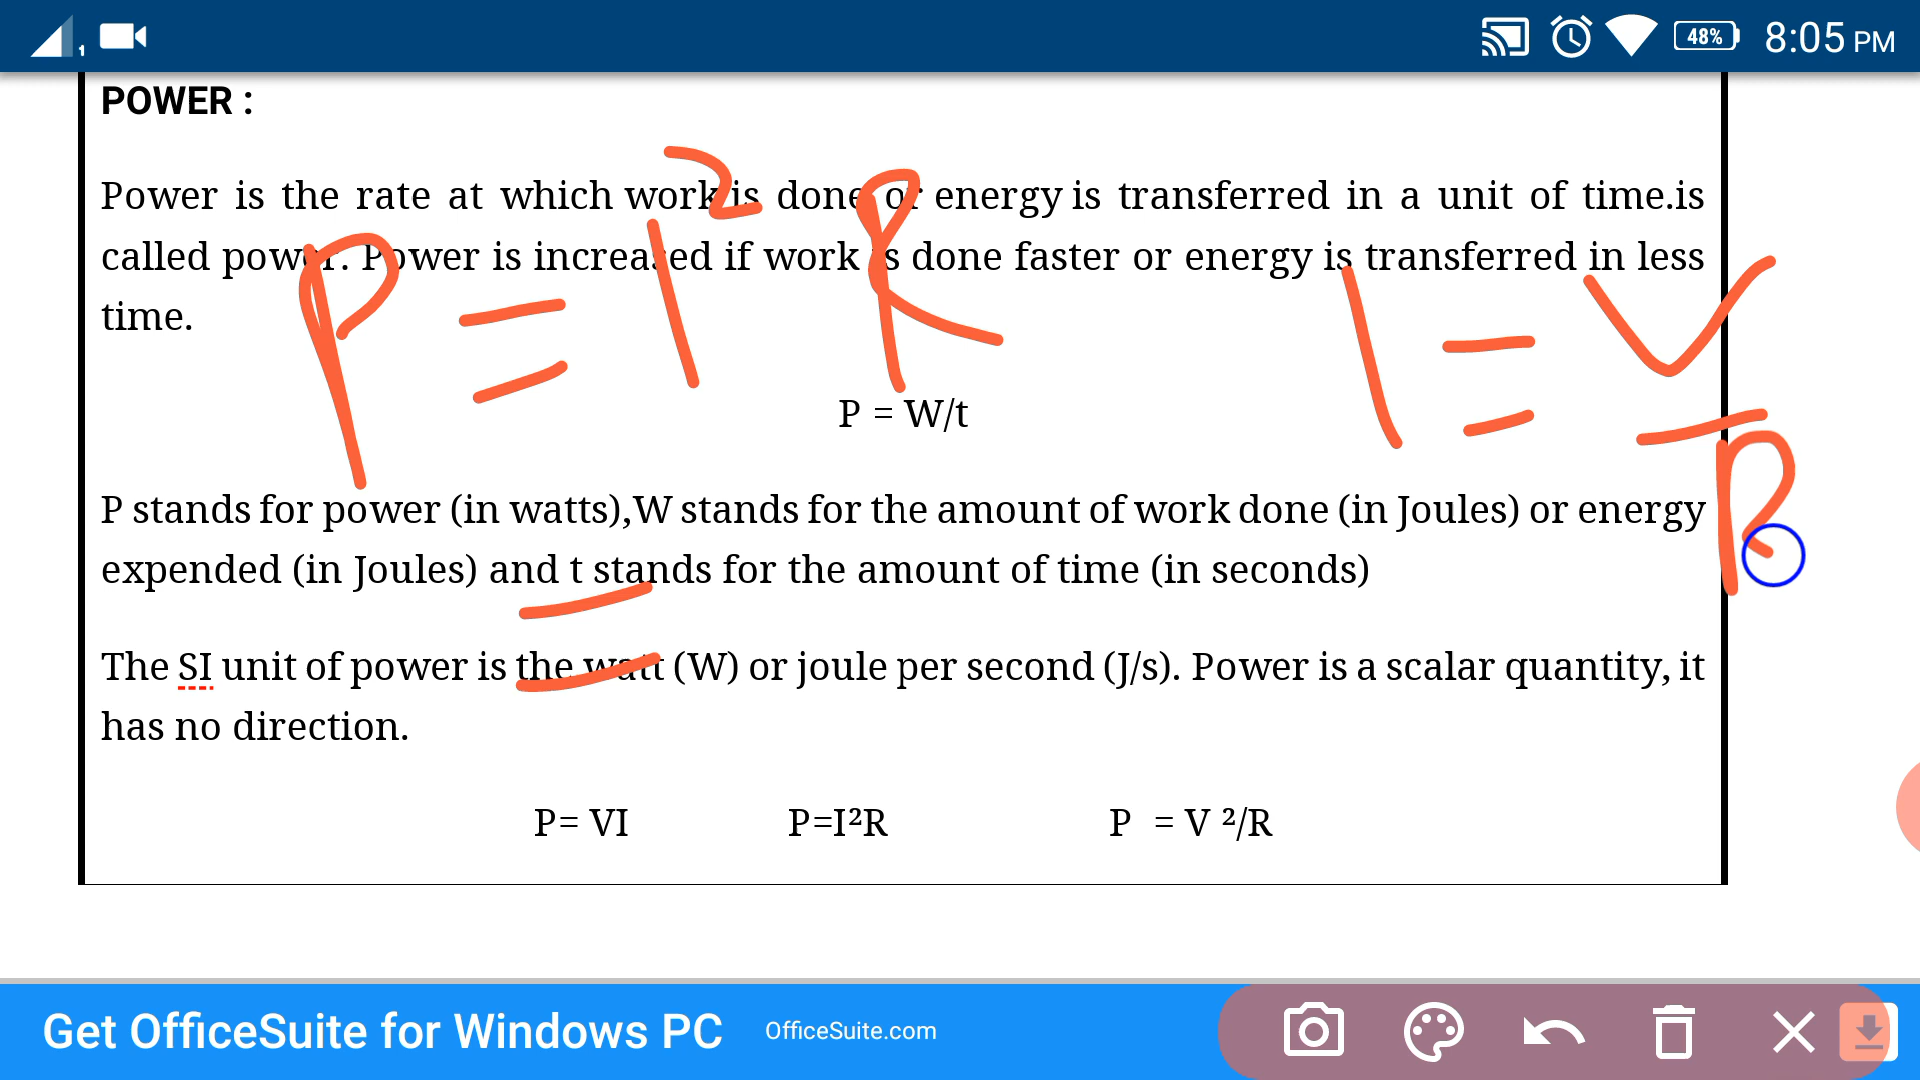 48% 8:05 PM
POWER :
Power is the rate at which work is done or energy is transferred in a unit of time.is
called power. Power is increased if work is done faster or energy is transferred in less
time.
P = I² R
I = V
R
P = W/t
P stands for power (in watts),W stands for the amount of work done (in Joules) or energy
expended (in Joules) and t stands for the amount of time (in seconds)
=
The SI unit of power is the watt (W) or joule per second (J/s). Power is a scalar quantity, it
has no direction.
P= VI P=I²R P = V ²/R
Get OfficeSuite for Windows PC OfficeSuite.com